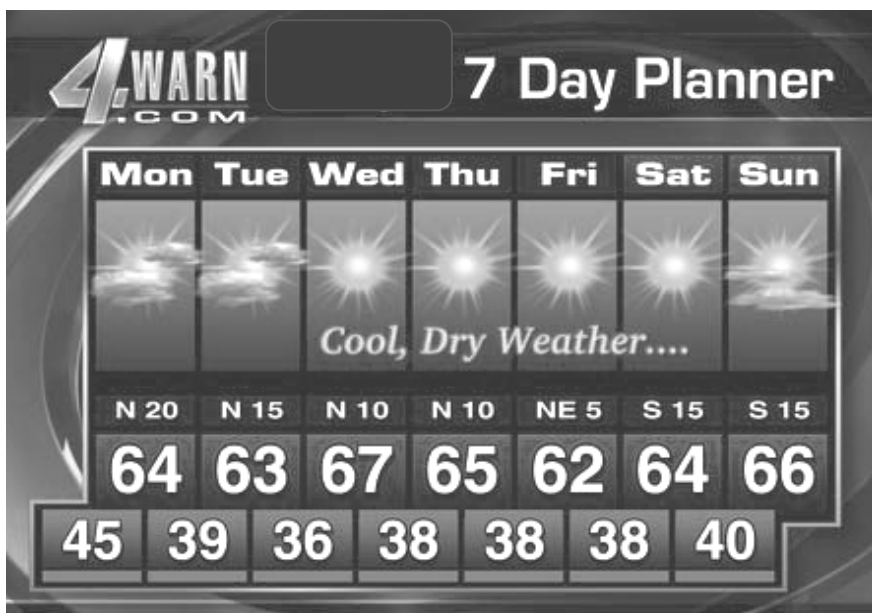 4WARN
.COM
7 Day Planner
Mon Tue Wed Thu Fri Sat Sun
Cool, Dry Weather....
N 20 N 15 N 10 N 10 NE 5 S 15 S 15
64 63 67 65 62 64 66
45 39 36 38 38 38 40